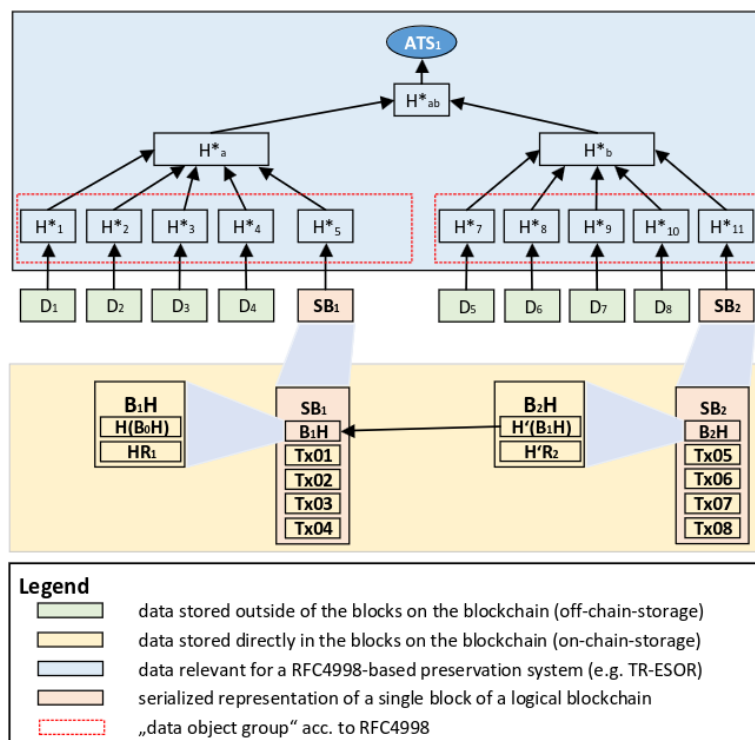 ATS₁
H*ab
H*a H*b
H*₁ H*₂ H*₃ H*₄ H*₅ H*₇ H*₈ H*₉ H*₁₀ H*₁₁
D₁ D₂ D₃ D₄ SB₁ D₅ D₆ D₇ D₈ SB₂
B₁H
H(B₀H)
HR₁
SB₁
B₁H
Tx01
Tx02
Tx03
Tx04
B₂H
H‘(B₁H)
H‘R₂
SB₂
B₂H
Tx05
Tx06
Tx07
Tx08
Legend
data stored outside of the blocks on the blockchain (off-chain-storage)
data stored directly in the blocks on the blockchain (on-chain-storage)
data relevant for a RFC4998-based preservation system (e.g. TR-ESOR)
serialized representation of a single block of a logical blockchain
„data object group“ acc. to RFC4998